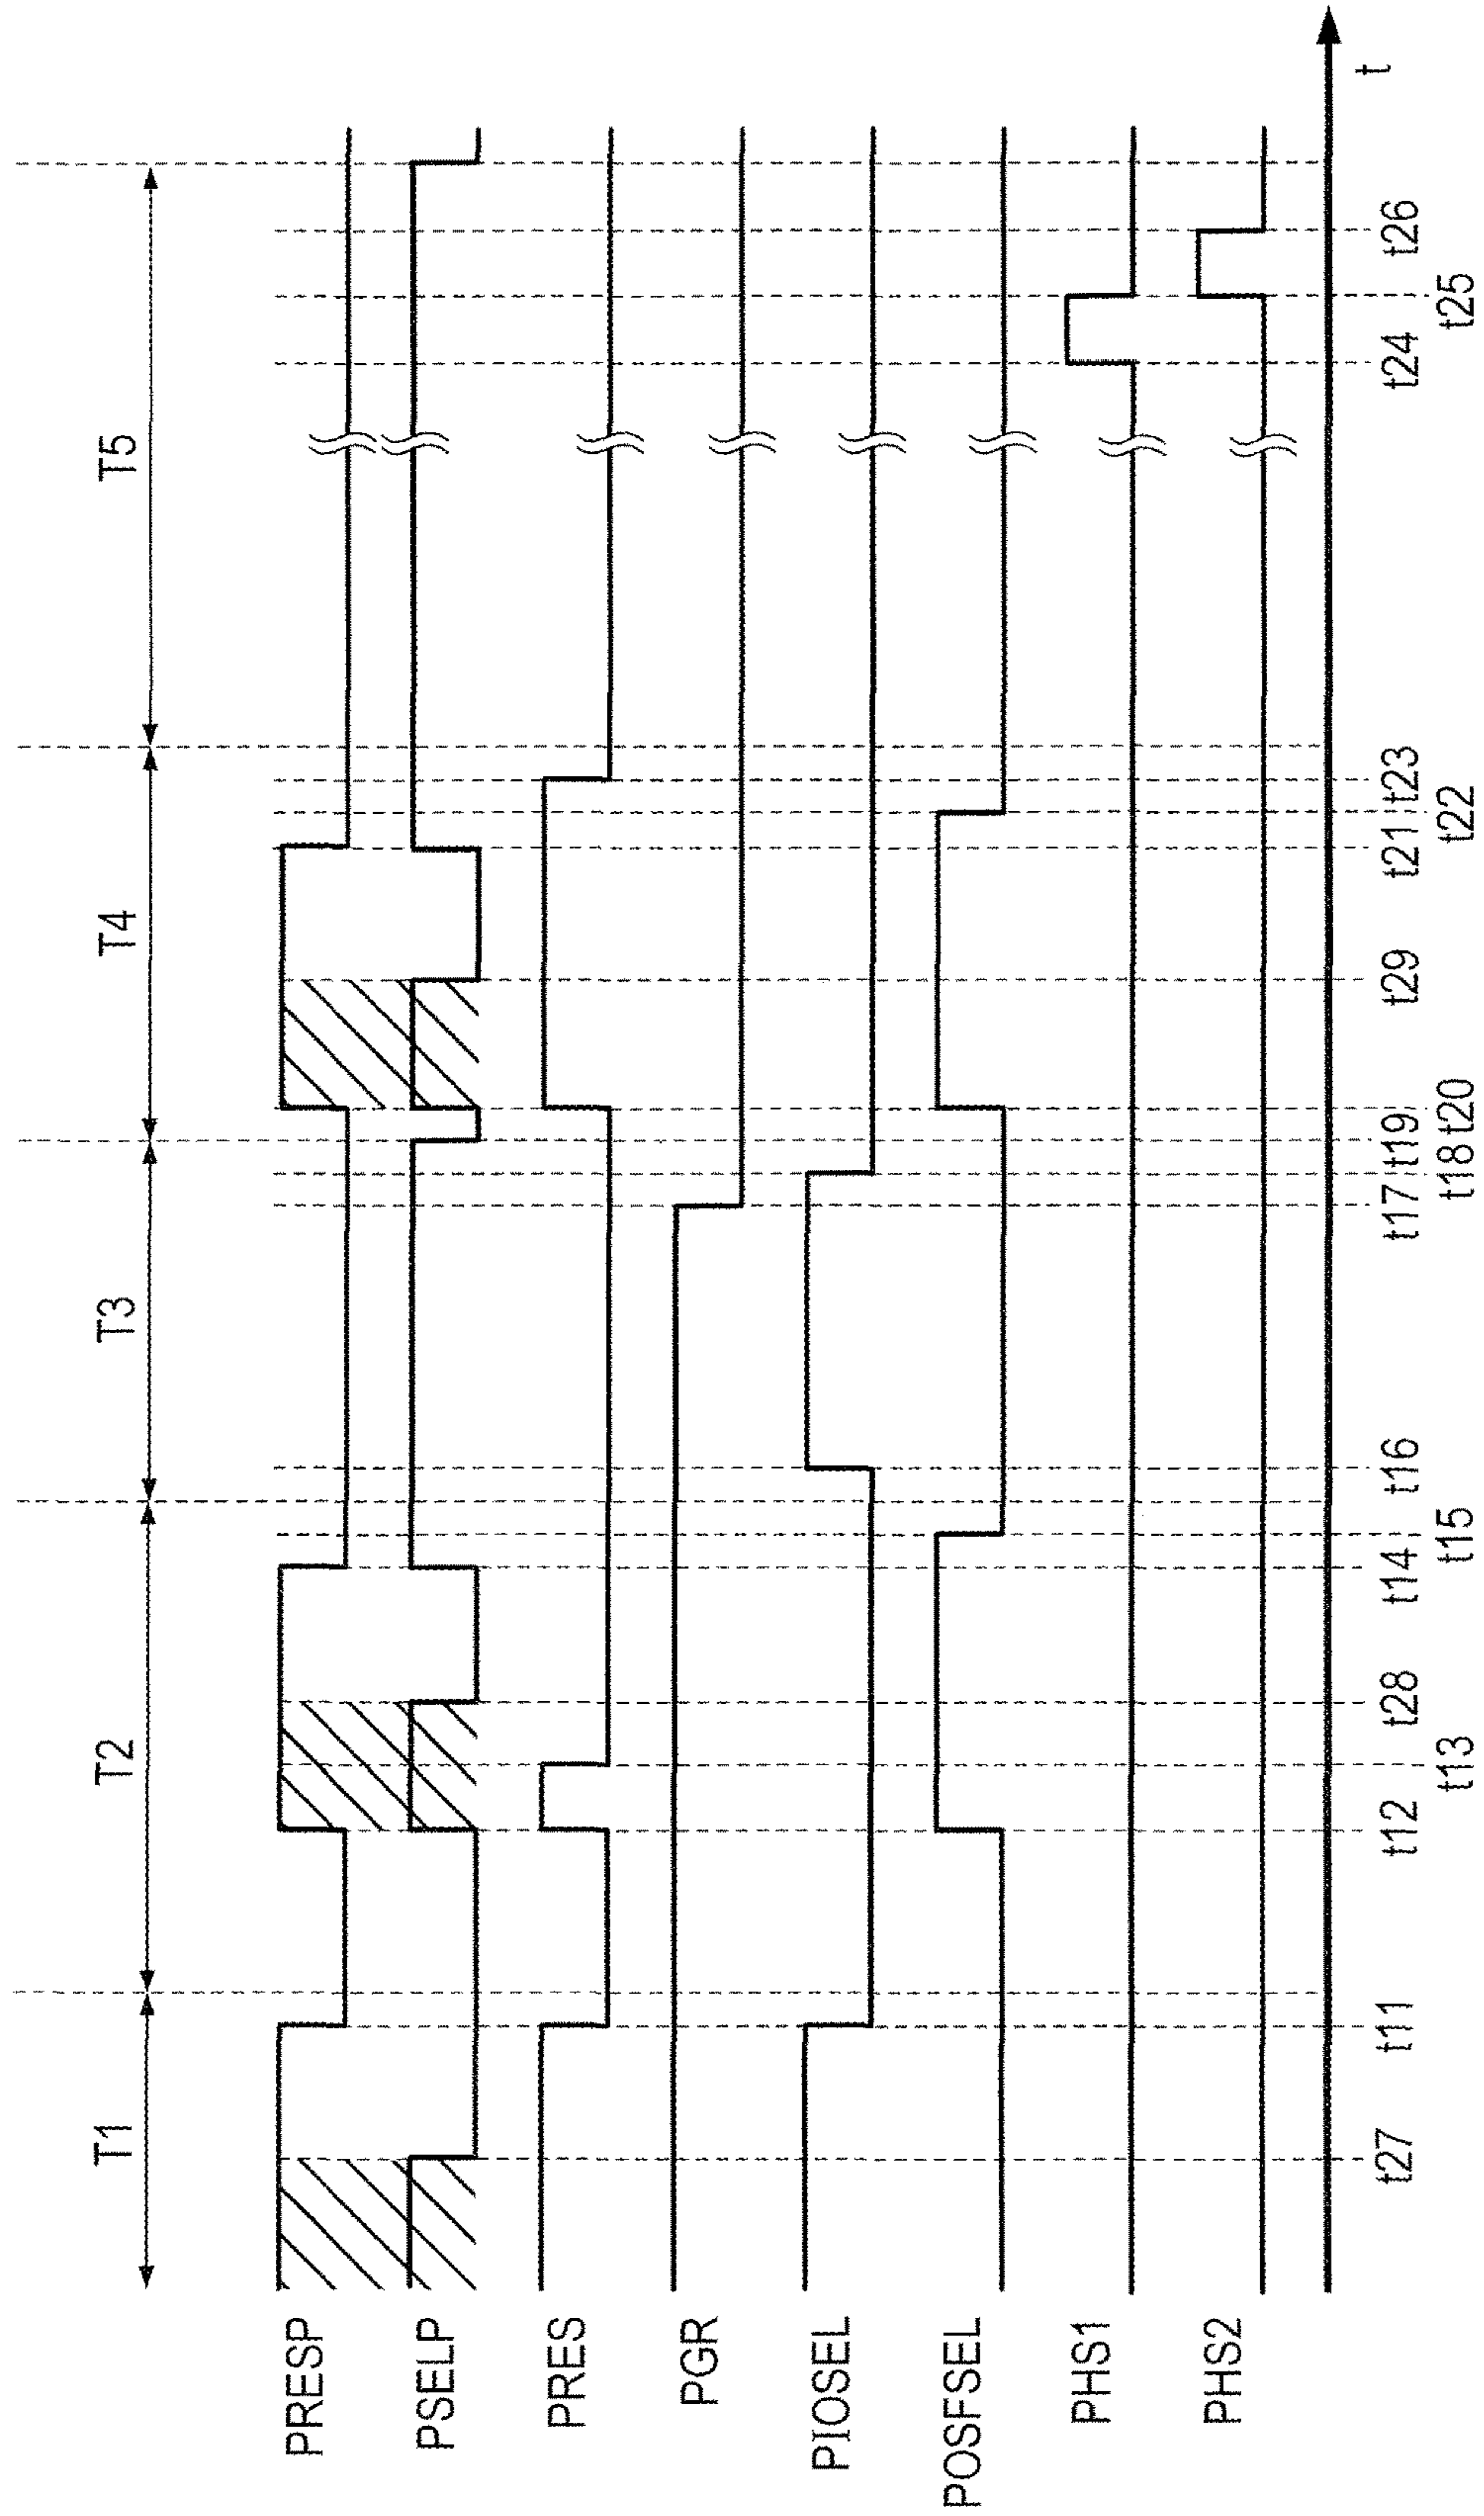 T1 T2 T3 T4 T5
PRESP
PSELP
PRES
PGR
PIOSEL
POSFSEL
PHS1
PHS2
t
t27 t11 t12 t28 t14 t16 t17 t19 t29 t21 t23 t24 t26
t13 t15 t18 t20 t22 t25